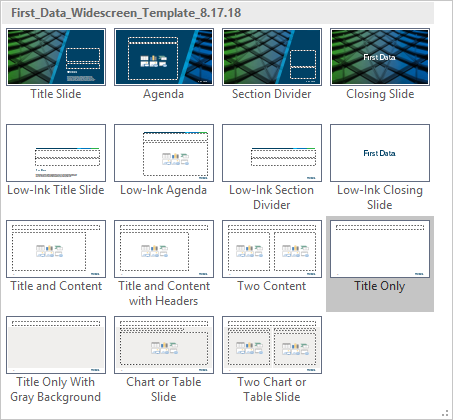 First_Data_Widescreen_Template_8.17.18
First Data
Title Slide
Agenda
Section Divider
Closing Slide
First Data
Low-Ink Title Slide
Low-Ink Agenda
Low-Ink Section
Divider
Low-Ink Closing
Slide
Title and Content
Title and Content
with Headers
Two Content
Title Only
Title Only With
Gray Background
Chart or Table
Slide
Two Chart or
Table Slide